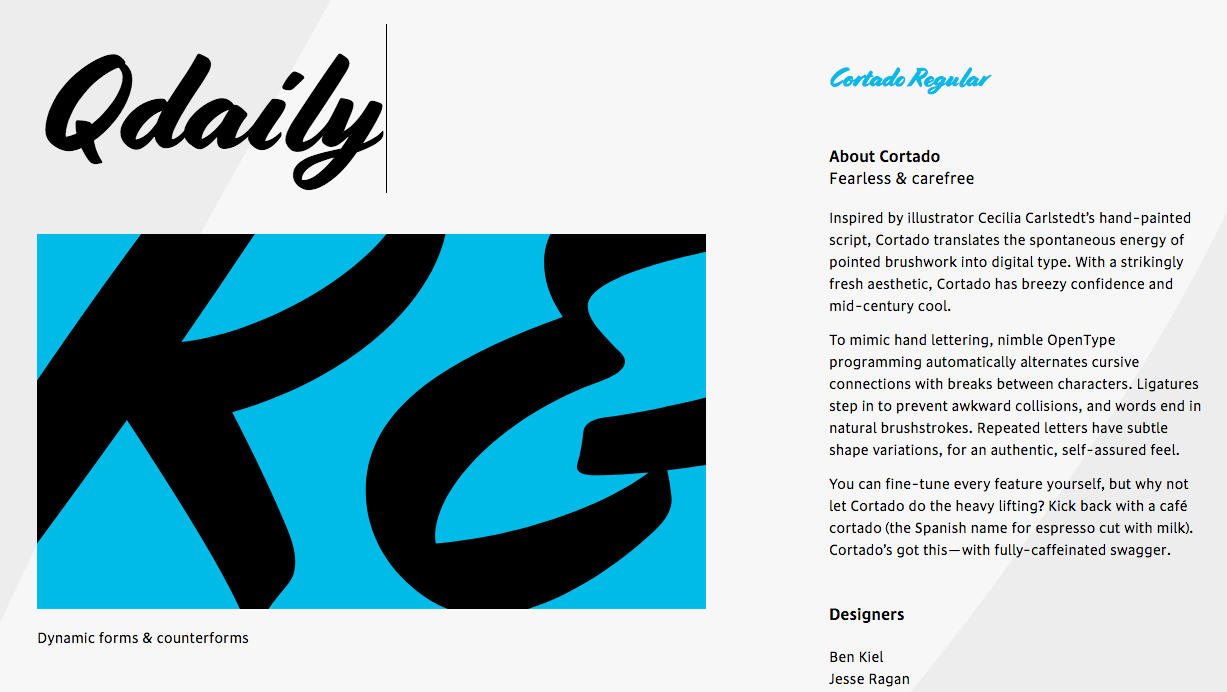 Qdaily
Dynamic forms & counterforms
Cortado Regular
About Cortado
Fearless & carefree
Inspired by illustrator Cecilia Carlstedt's hand-painted
script, Cortado translates the spontaneous energy of
pointed brushwork into digital type. With a strikingly
fresh aesthetic, Cortado has breezy confidence and
mid-century cool.
To mimic hand lettering, nimble OpenType
programming automatically alternates cursive
connections with breaks between characters. Ligatures
step in to prevent awkward collisions, and words end in
natural brushstrokes. Repeated letters have subtle
shape variations, for an authentic, self-assured feel.
You can fine-tune every feature yourself, but why not
let Cortado do the heavy lifting? Kick back with a café
cortado (the Spanish name for espresso cut with milk).
Cortado's got this—with fully-caffeinated swagger.
Designers
Ben Kiel
Jesse Ragan